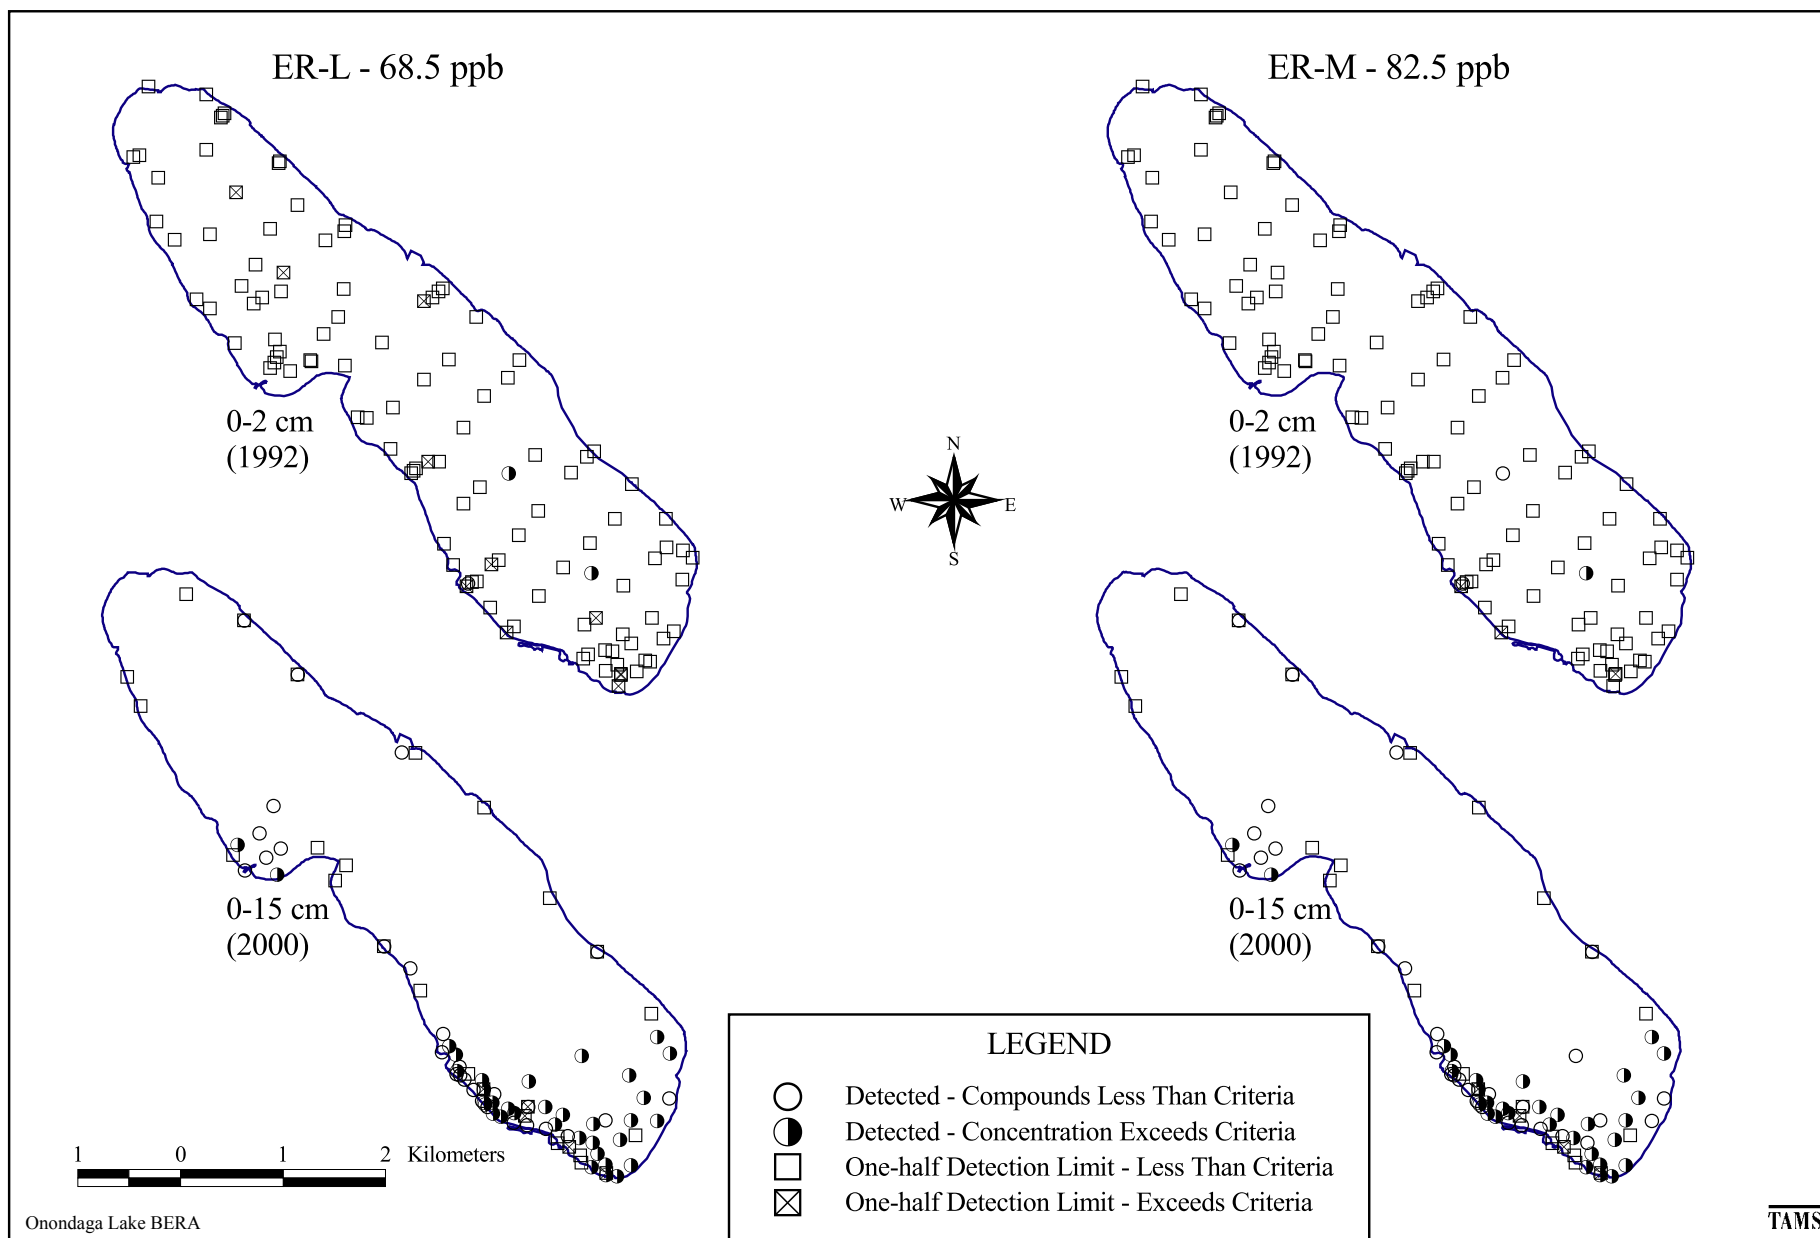 ER-L - 68.5 ppb
ER-M - 82.5 ppb
0-2 cm
(1992)
0-2 cm
(1992)
N
W
E
S
0-15 cm
(2000)
0-15 cm
(2000)
LEGEND
Detected - Compounds Less Than Criteria
Detected - Concentration Exceeds Criteria
One-half Detection Limit - Less Than Criteria
One-half Detection Limit - Exceeds Criteria
1 0 1 2 Kilometers
Onondaga Lake BERA
TAMS